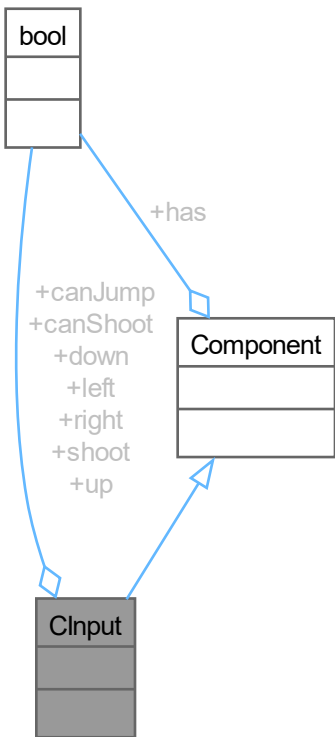 bool
+has
+canJump
+canShoot
+down
+left
+right
+shoot
+up
Component
CInput